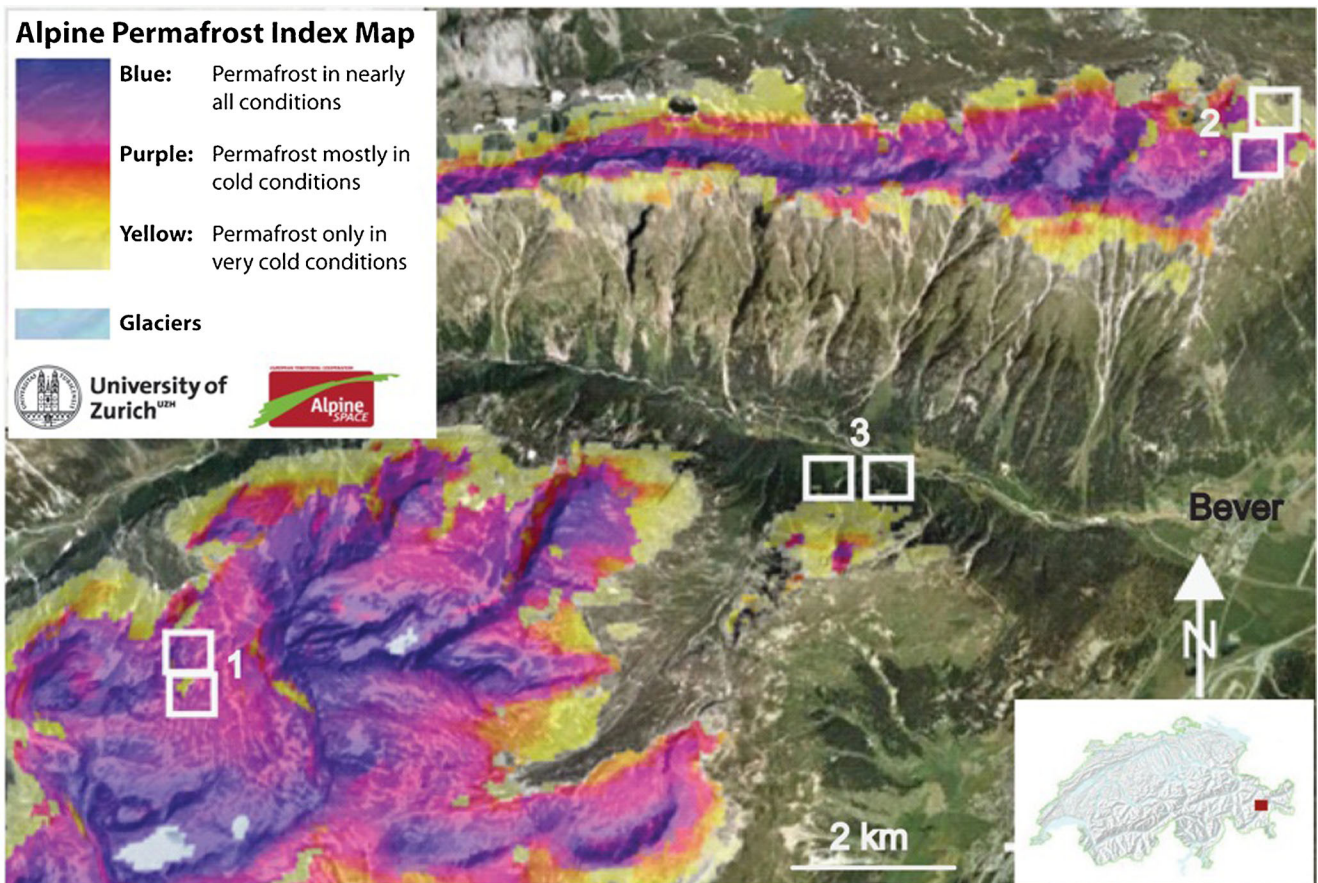 Alpine Permafrost Index Map
Blue: Permafrost in nearly
all conditions
Purple: Permafrost mostly in
cold conditions
Yellow: Permafrost only in
very cold conditions
Glaciers
University of
Zurich UZH
Alpine
SPACE
2
3
Bever
1
N
2 km